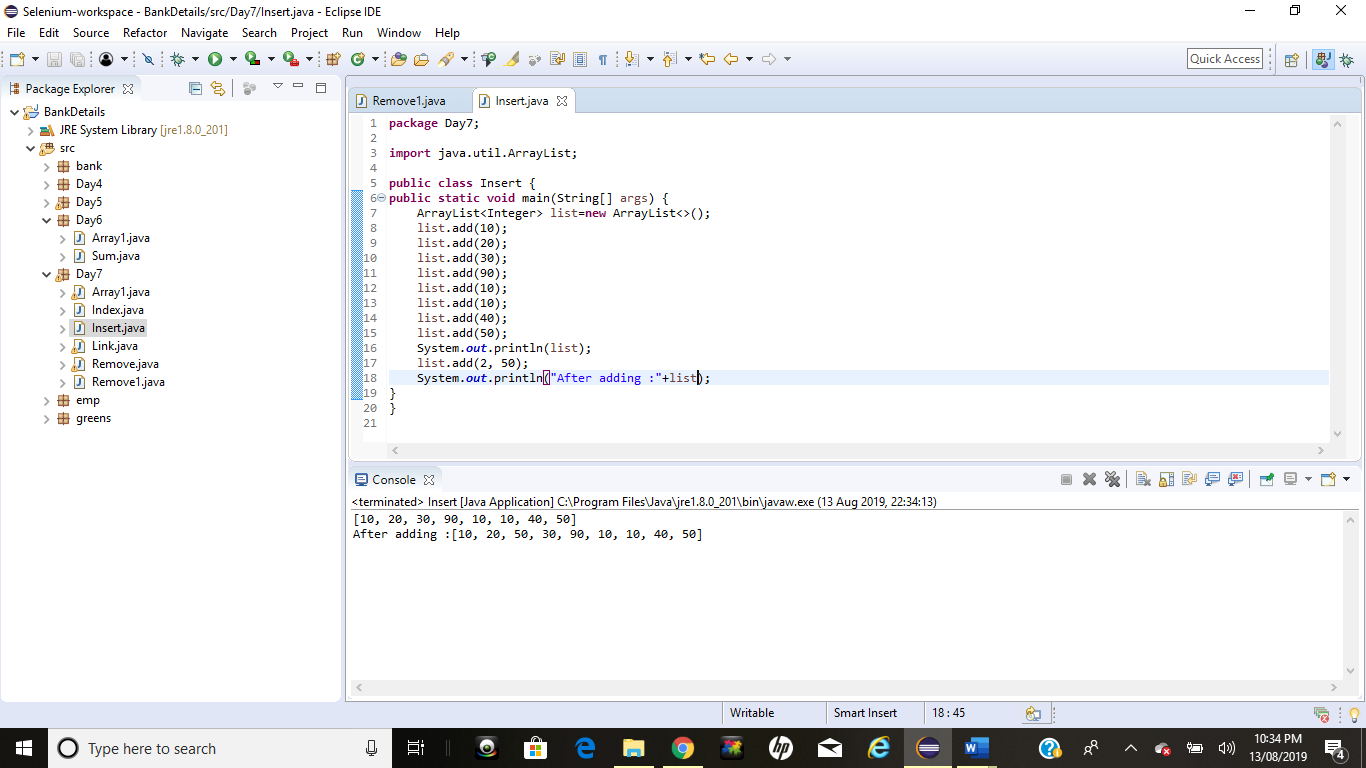 Selenium-workspace - BankDetails/src/Day7/Insert.java - Eclipse IDE
File Edit Source Refactor Navigate Search Project Run Window Help
Quick Access
Package Explorer
BankDetails
JRE System Library [jre1.8.0_201]
src
bank
Day4
Day5
Day6
Array1.java
Sum.java
Day7
Array1.java
Index.java
Insert.java
Link.java
Remove.java
Remove1.java
emp
greens
Remove1.java Insert.java
1 package Day7;
2
3 import java.util.ArrayList;
4
5 public class Insert {
6 public static void main(String[] args) {
7 ArrayList<Integer> list=new ArrayList<>();
8 list.add(10);
9 list.add(20);
10 list.add(30);
11 list.add(90);
12 list.add(10);
13 list.add(10);
14 list.add(40);
15 list.add(50);
16 System.out.println(list);
17 list.add(2, 50);
18 System.out.println("After adding :"+list);
19 }
20 }
21
Console
<terminated> Insert [Java Application] C:\Program Files\Java\jre1.8.0_201\bin\javaw.exe (13 Aug 2019, 22:34:13)
[10, 20, 30, 90, 10, 10, 40, 50]
After adding :[10, 20, 50, 30, 90, 10, 10, 40, 50]
Writable Smart Insert 18 : 45
Type here to search
10:34 PM
13/08/2019
4